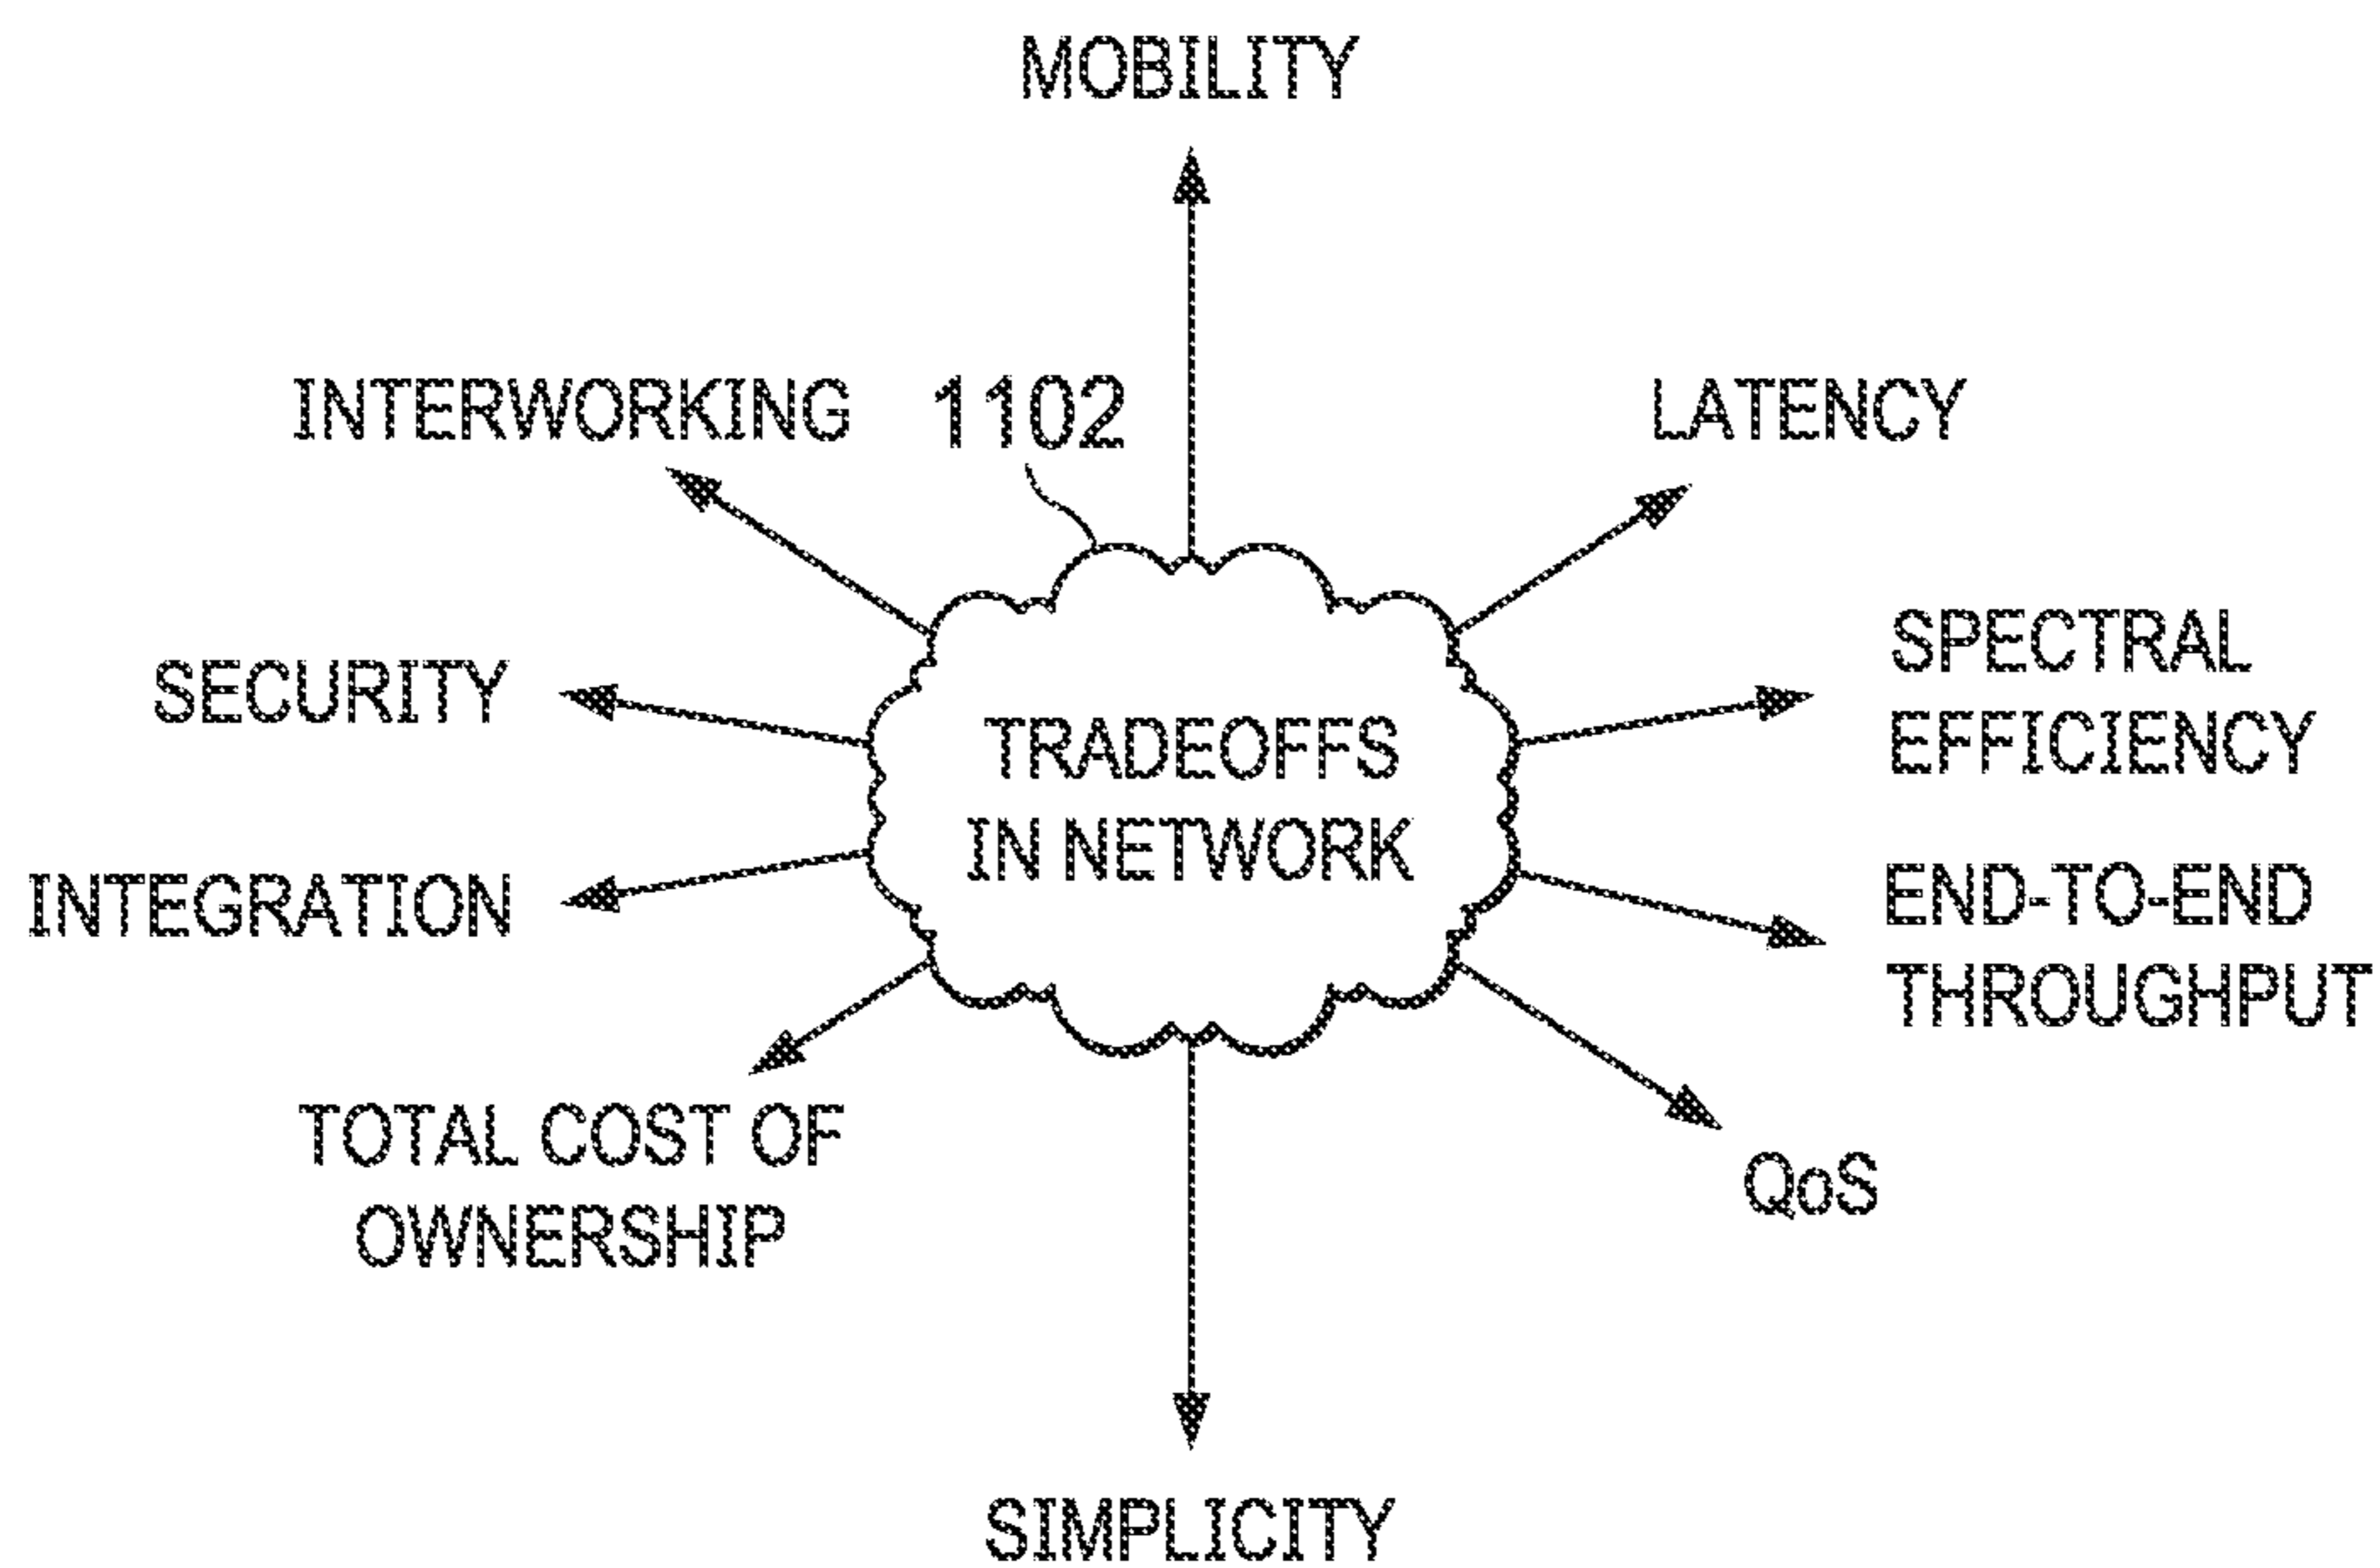 MOBILITY
INTERWORKING
1102
LATENCY
SECURITY
SPECTRAL
EFFICIENCY
TRADEOFFS
IN NETWORK
INTEGRATION
END-TO-END
THROUGHPUT
TOTAL COST OF
OWNERSHIP
QoS
SIMPLICITY